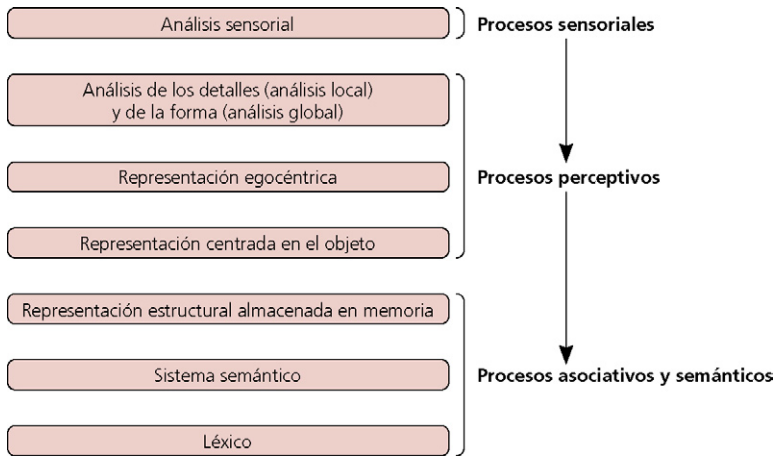 Análisis sensorial
Procesos sensoriales
Análisis de los detalles (análisis local)
y de la forma (análisis global)
Representación egocéntrica
Procesos perceptivos
Representación centrada en el objeto
Representación estructural almacenada en memoria
Sistema semántico
Procesos asociativos y semánticos
Léxico